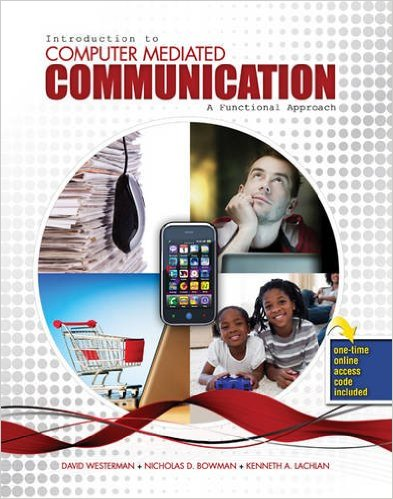 Introduction to
COMPUTER MEDIATED
COMMUNICATION
A Functional Approach
one-time
online
access
code
included
DAVID WESTERMAN • NICHOLAS D. BOWMAN • KENNETH A. LACHLAN